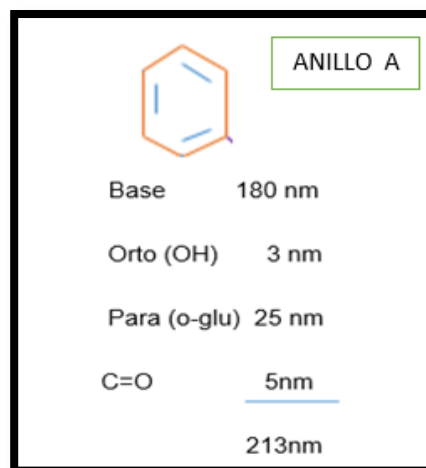 ANILLO A
Base 180 nm
Orto (OH) 3 nm
Para (o-glu) 25 nm
C=O 5nm
213nm